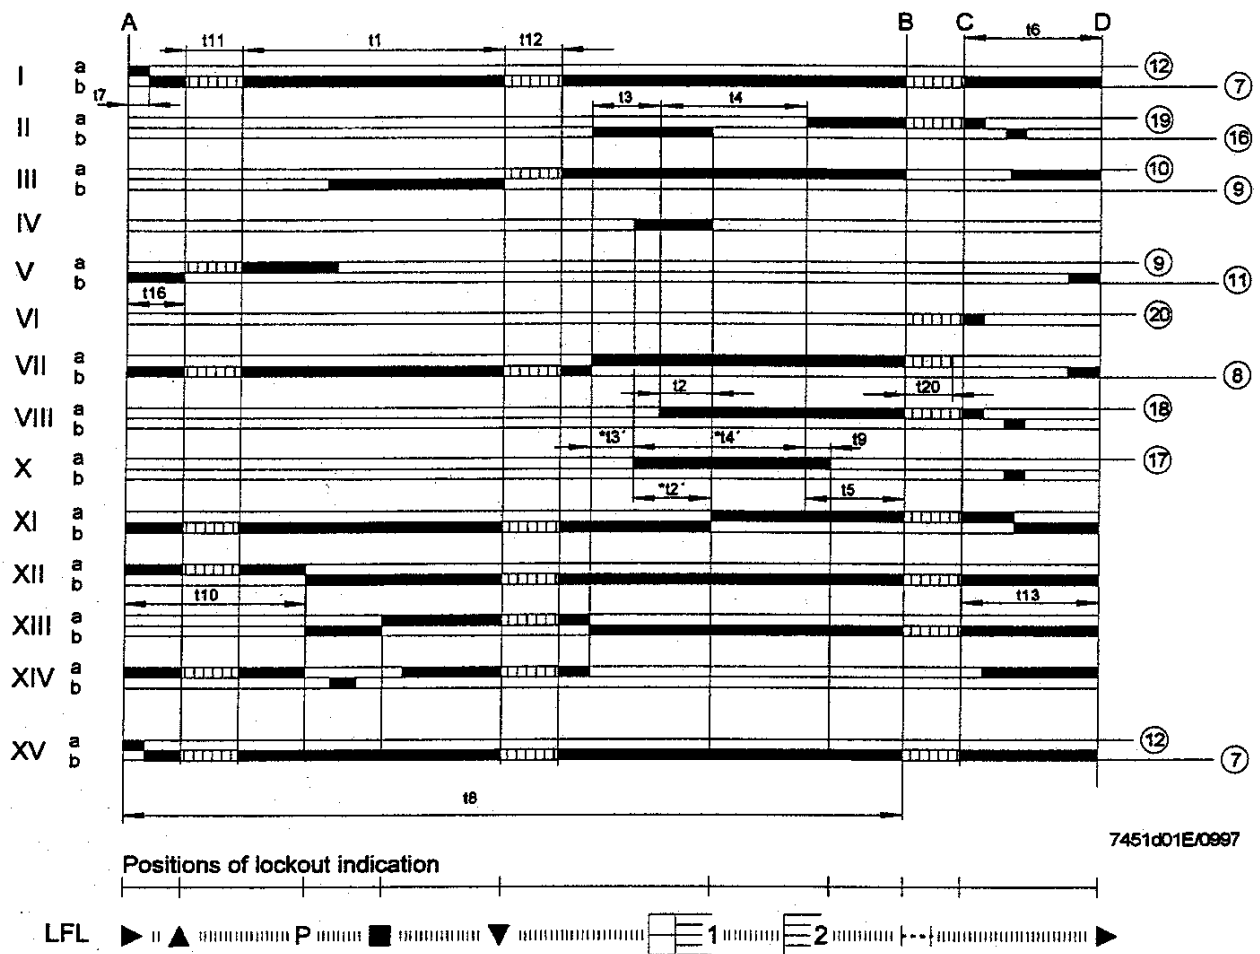 A B C D
t11 t1 t12 t6
I a 12
b 7
t7
t3 t4
II a 19
b 16
III a 10
b 9
IV
V a 9
b 11
t16
VI 20
VII a
b 8
t2 t20
VIII a 18
b
*t3´ *t4´ t9
X a 17
b
*t2´ t5
XI a
b
XII a
b
t10 t13
XIII a
b
XIV a
b
XV a 12
b 7
t8
7451d01E/0997
Positions of lockout indication
LFL P 1 2